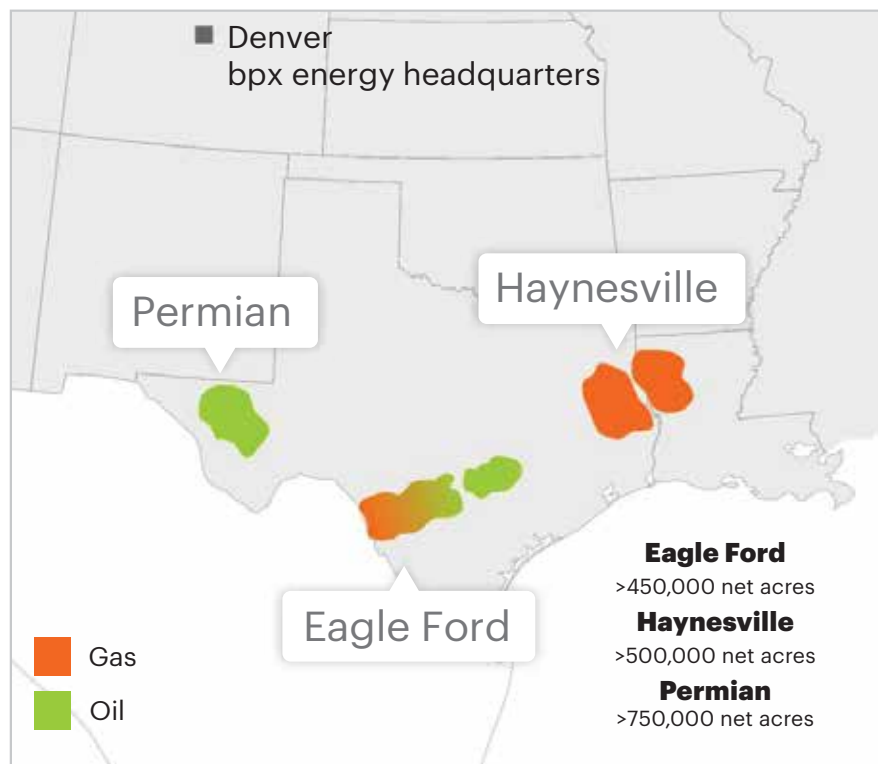 Denver
bpx energy headquarters
Permian
Haynesville
Eagle Ford
Gas
Oil
Eagle Ford
>450,000 net acres
Haynesville
>500,000 net acres
Permian
>750,000 net acres